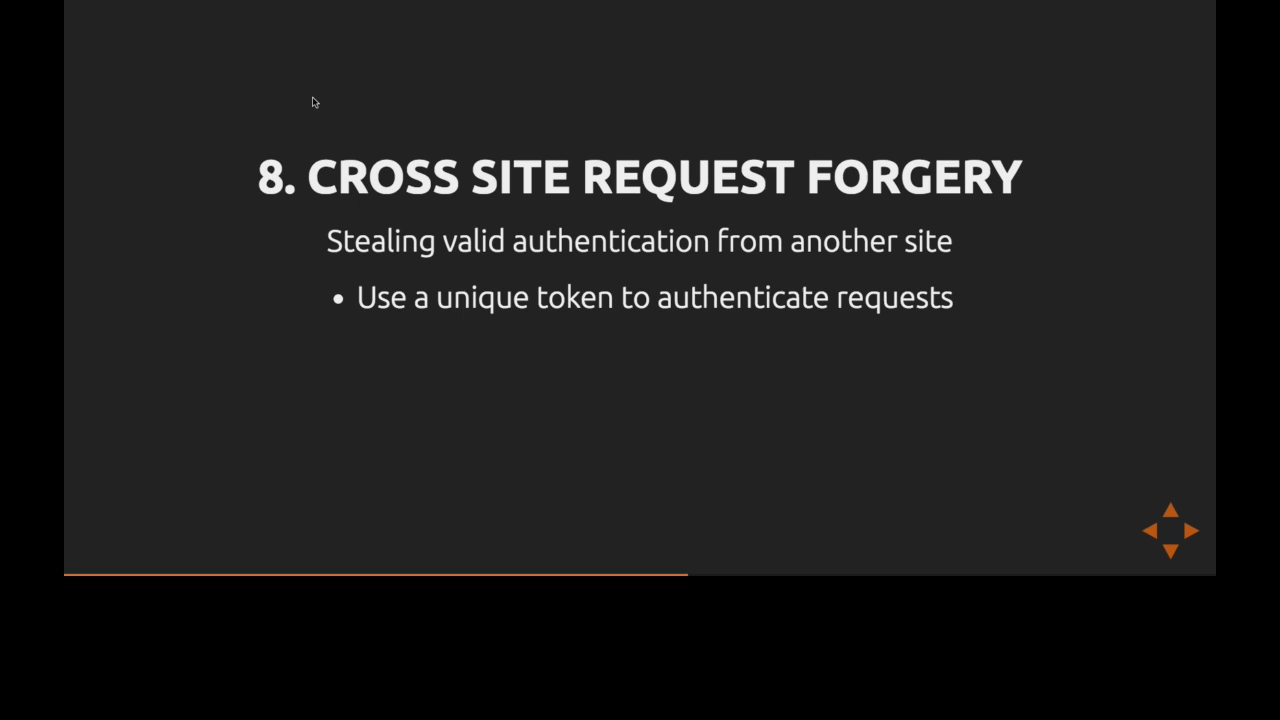 8. CROSS SITE REQUEST FORGERY
Stealing valid authentication from another site
• Use a unique token to authenticate requests